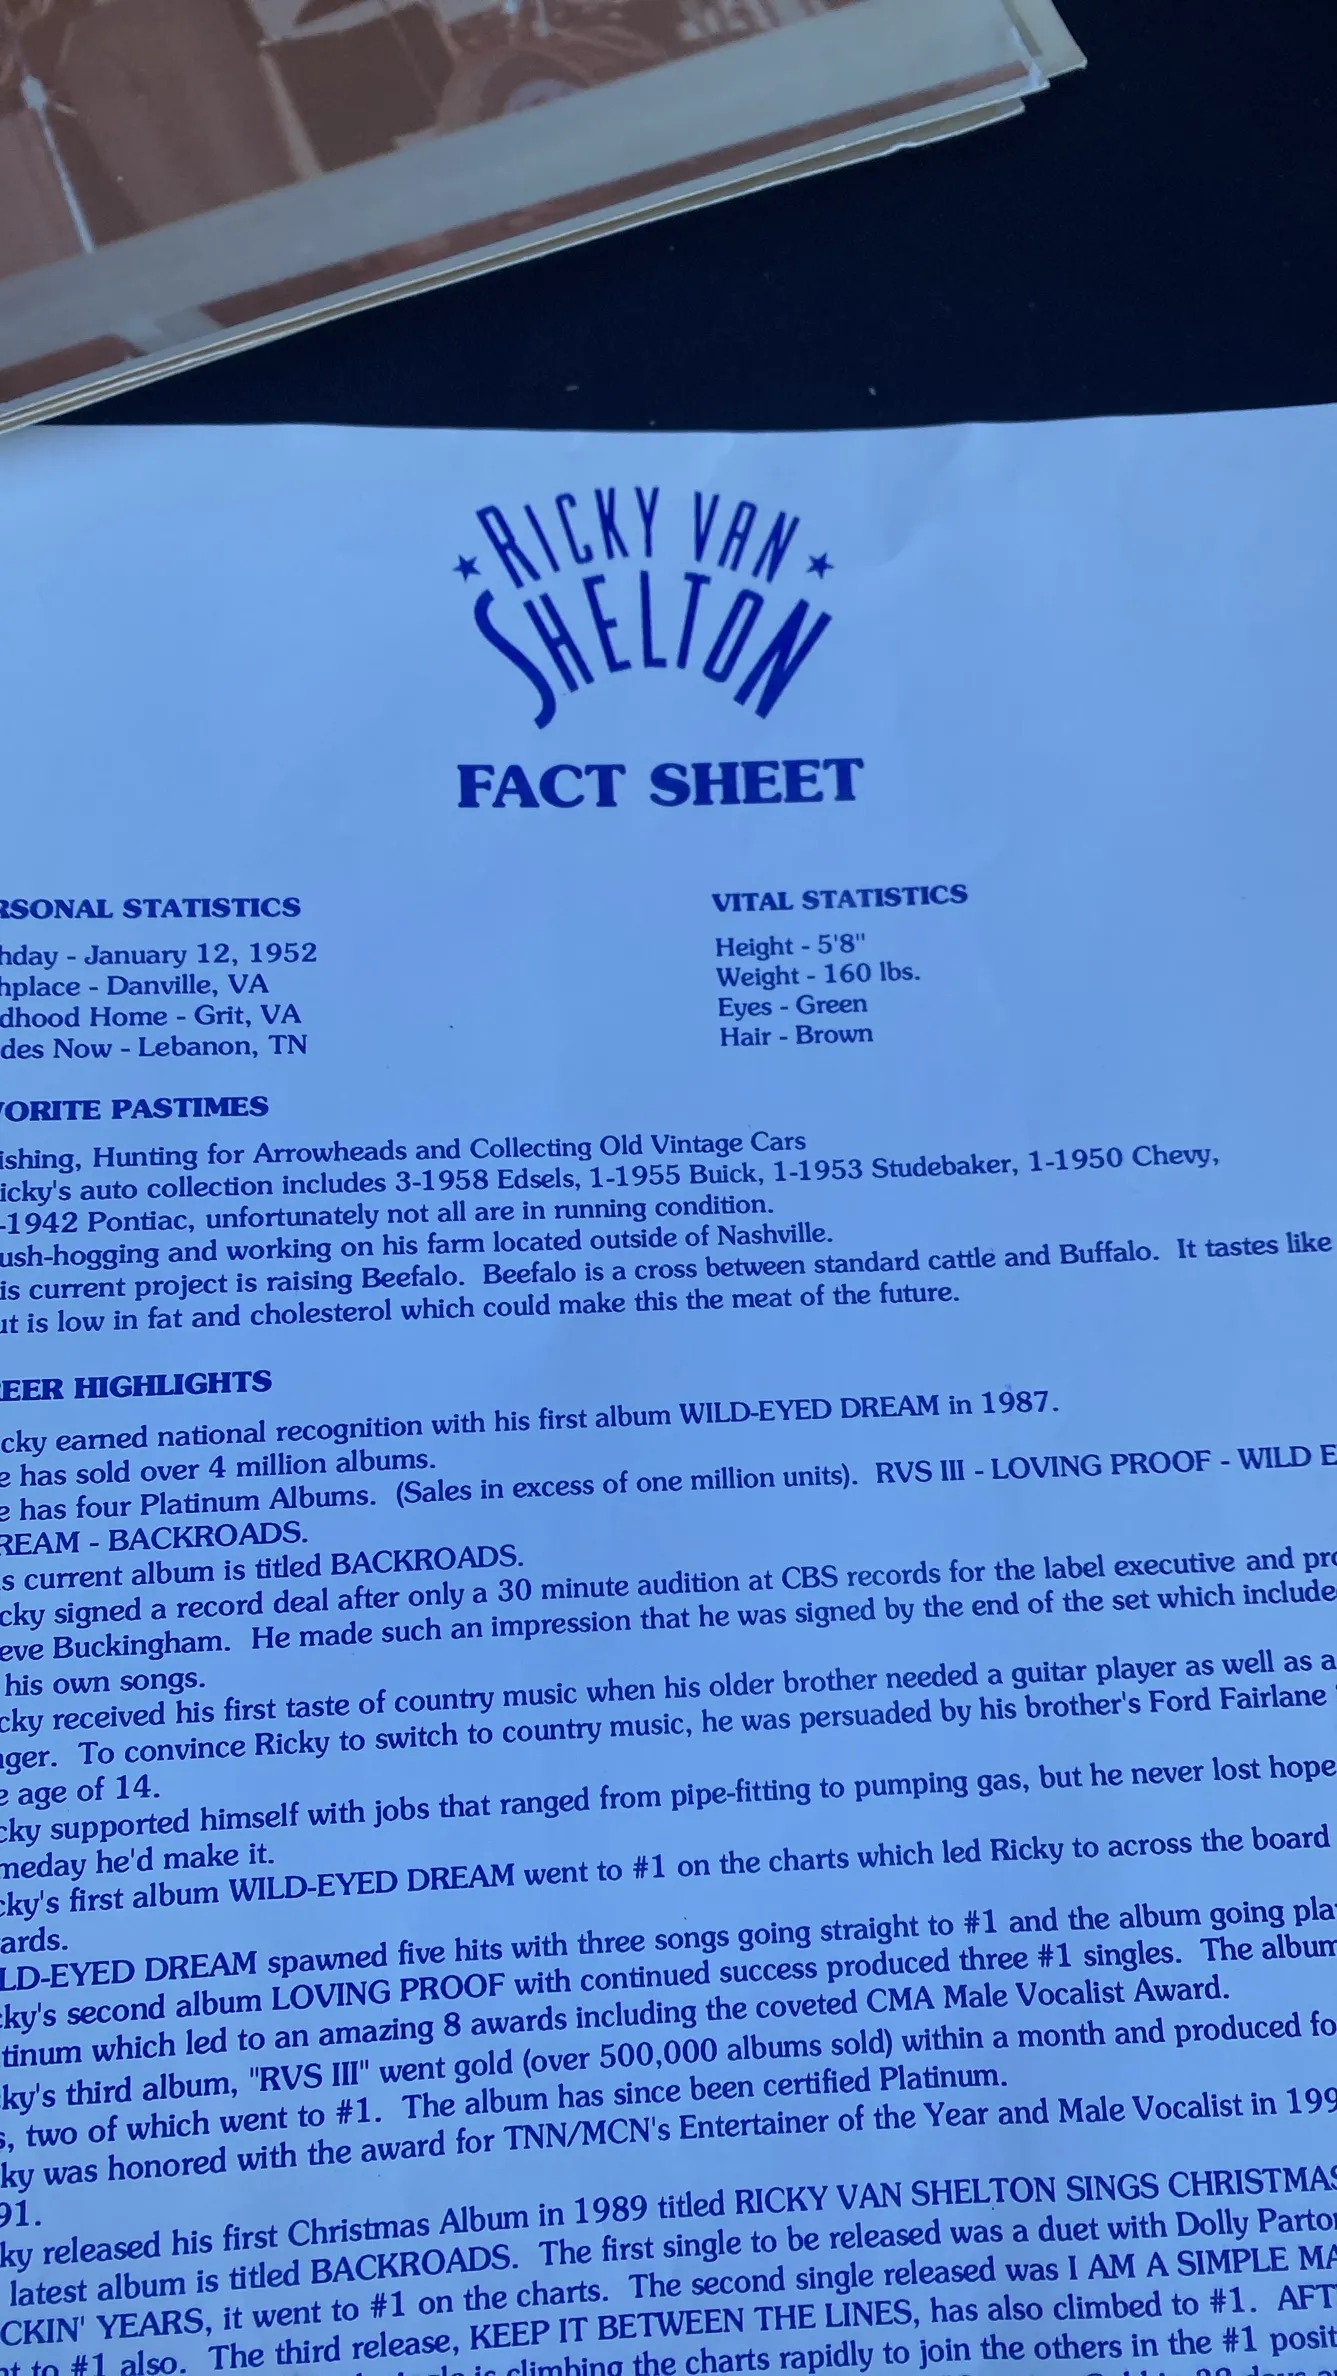 RICKY VAN
SHELTON
FACT SHEET
RSONAL STATISTICS
hday - January 12, 1952
hplace - Danville, VA
dhood Home - Grit, VA
des Now - Lebanon, TN
VITAL STATISTICS
Height - 5'8"
Weight - 160 lbs.
Eyes - Green
Hair - Brown
ORITE PASTIMES
ishing, Hunting for Arrowheads and Collecting Old Vintage Cars
icky's auto collection includes 3-1958 Edsels, 1-1955 Buick, 1-1953 Studebaker, 1-1950 Chevy,
-1942 Pontiac, unfortunately not all are in running condition.
ush-hogging and working on his farm located outside of Nashville.
is current project is raising Beefalo. Beefalo is a cross between standard cattle and Buffalo. It tastes like
ut is low in fat and cholesterol which could make this the meat of the future.
EER HIGHLIGHTS
cky earned national recognition with his first album WILD-EYED DREAM in 1987.
e has sold over 4 million albums.
e has four Platinum Albums. (Sales in excess of one million units). RVS III - LOVING PROOF - WILD E
REAM - BACKROADS.
s current album is titled BACKROADS.
cky signed a record deal after only a 30 minute audition at CBS records for the label executive and pro
eve Buckingham. He made such an impression that he was signed by the end of the set which include
his own songs.
cky received his first taste of country music when his older brother needed a guitar player as well as a
ger. To convince Ricky to switch to country music, he was persuaded by his brother's Ford Fairlane
e age of 14.
cky supported himself with jobs that ranged from pipe-fitting to pumping gas, but he never lost hope
meday he'd make it.
cky's first album WILD-EYED DREAM went to #1 on the charts which led Ricky to across the board
ards.
LD-EYED DREAM spawned five hits with three songs going straight to #1 and the album going pla
cky's second album LOVING PROOF with continued success produced three #1 singles. The album
tinum which led to an amazing 8 awards including the coveted CMA Male Vocalist Award.
ky's third album, "RVS III" went gold (over 500,000 albums sold) within a month and produced fo
s, two of which went to #1. The album has since been certified Platinum.
ky was honored with the award for TNN/MCN's Entertainer of the Year and Male Vocalist in 199
91.
ky released his first Christmas Album in 1989 titled RICKY VAN SHELTON SINGS CHRISTMAS
latest album is titled BACKROADS. The first single to be released was a duet with Dolly Parton
CKIN' YEARS, it went to #1 on the charts. The second single released was I AM A SIMPLE MA
nt to #1 also. The third release, KEEP IT BETWEEN THE LINES, has also climbed to #1. AFT
is climbing the charts rapidly to join the others in the #1 posit